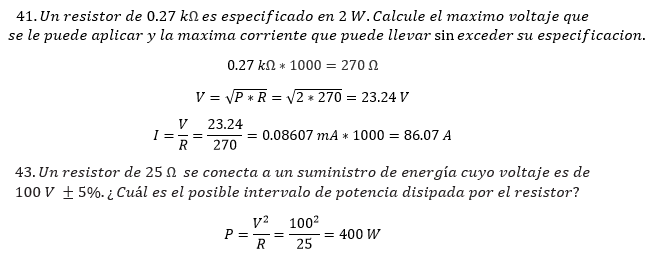 41. Un resistor de 0.27 kΩ es especificado en 2 W. Calcule el maximo voltaje que
se le puede aplicar y la maxima corriente que puede llevar sin exceder su especificacion.
0.27 kΩ * 1000 = 270 Ω
V = √P * R = √2 * 270 = 23.24 V
I = V/R = 23.24/270 = 0.08607 mA * 1000 = 86.07 A
43. Un resistor de 25 Ω se conecta a un suministro de energía cuyo voltaje es de
100 V ± 5%. ¿ Cuál es el posible intervalo de potencia disipada por el resistor?
P = V²/R = 100²/25 = 400 W